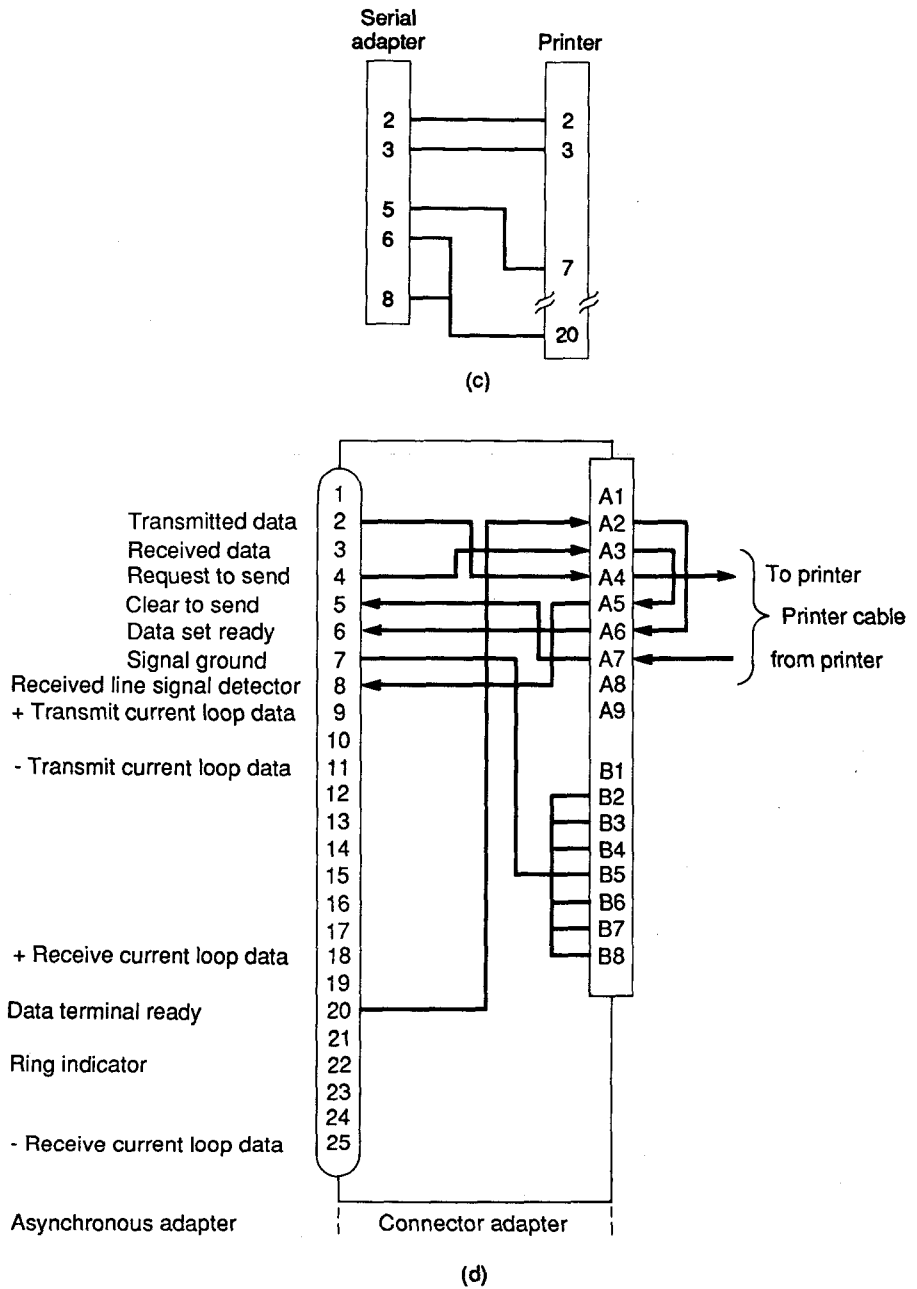 Serial
adapter
Printer
2 2
3 3
5
6
7
8
20
(c)
1 A1
Transmitted data 2 A2
Received data 3 A3
Request to send 4 A4 To printer
Clear to send 5 A5 Printer cable
Data set ready 6 A6
Signal ground 7 A7 from printer
Received line signal detector 8 A8
+ Transmit current loop data 9 A9
10
- Transmit current loop data 11 B1
12 B2
13 B3
14 B4
15 B5
16 B6
17 B7
+ Receive current loop data 18 B8
19
Data terminal ready 20
21
Ring indicator 22
23
24
- Receive current loop data 25
Asynchronous adapter Connector adapter
(d)